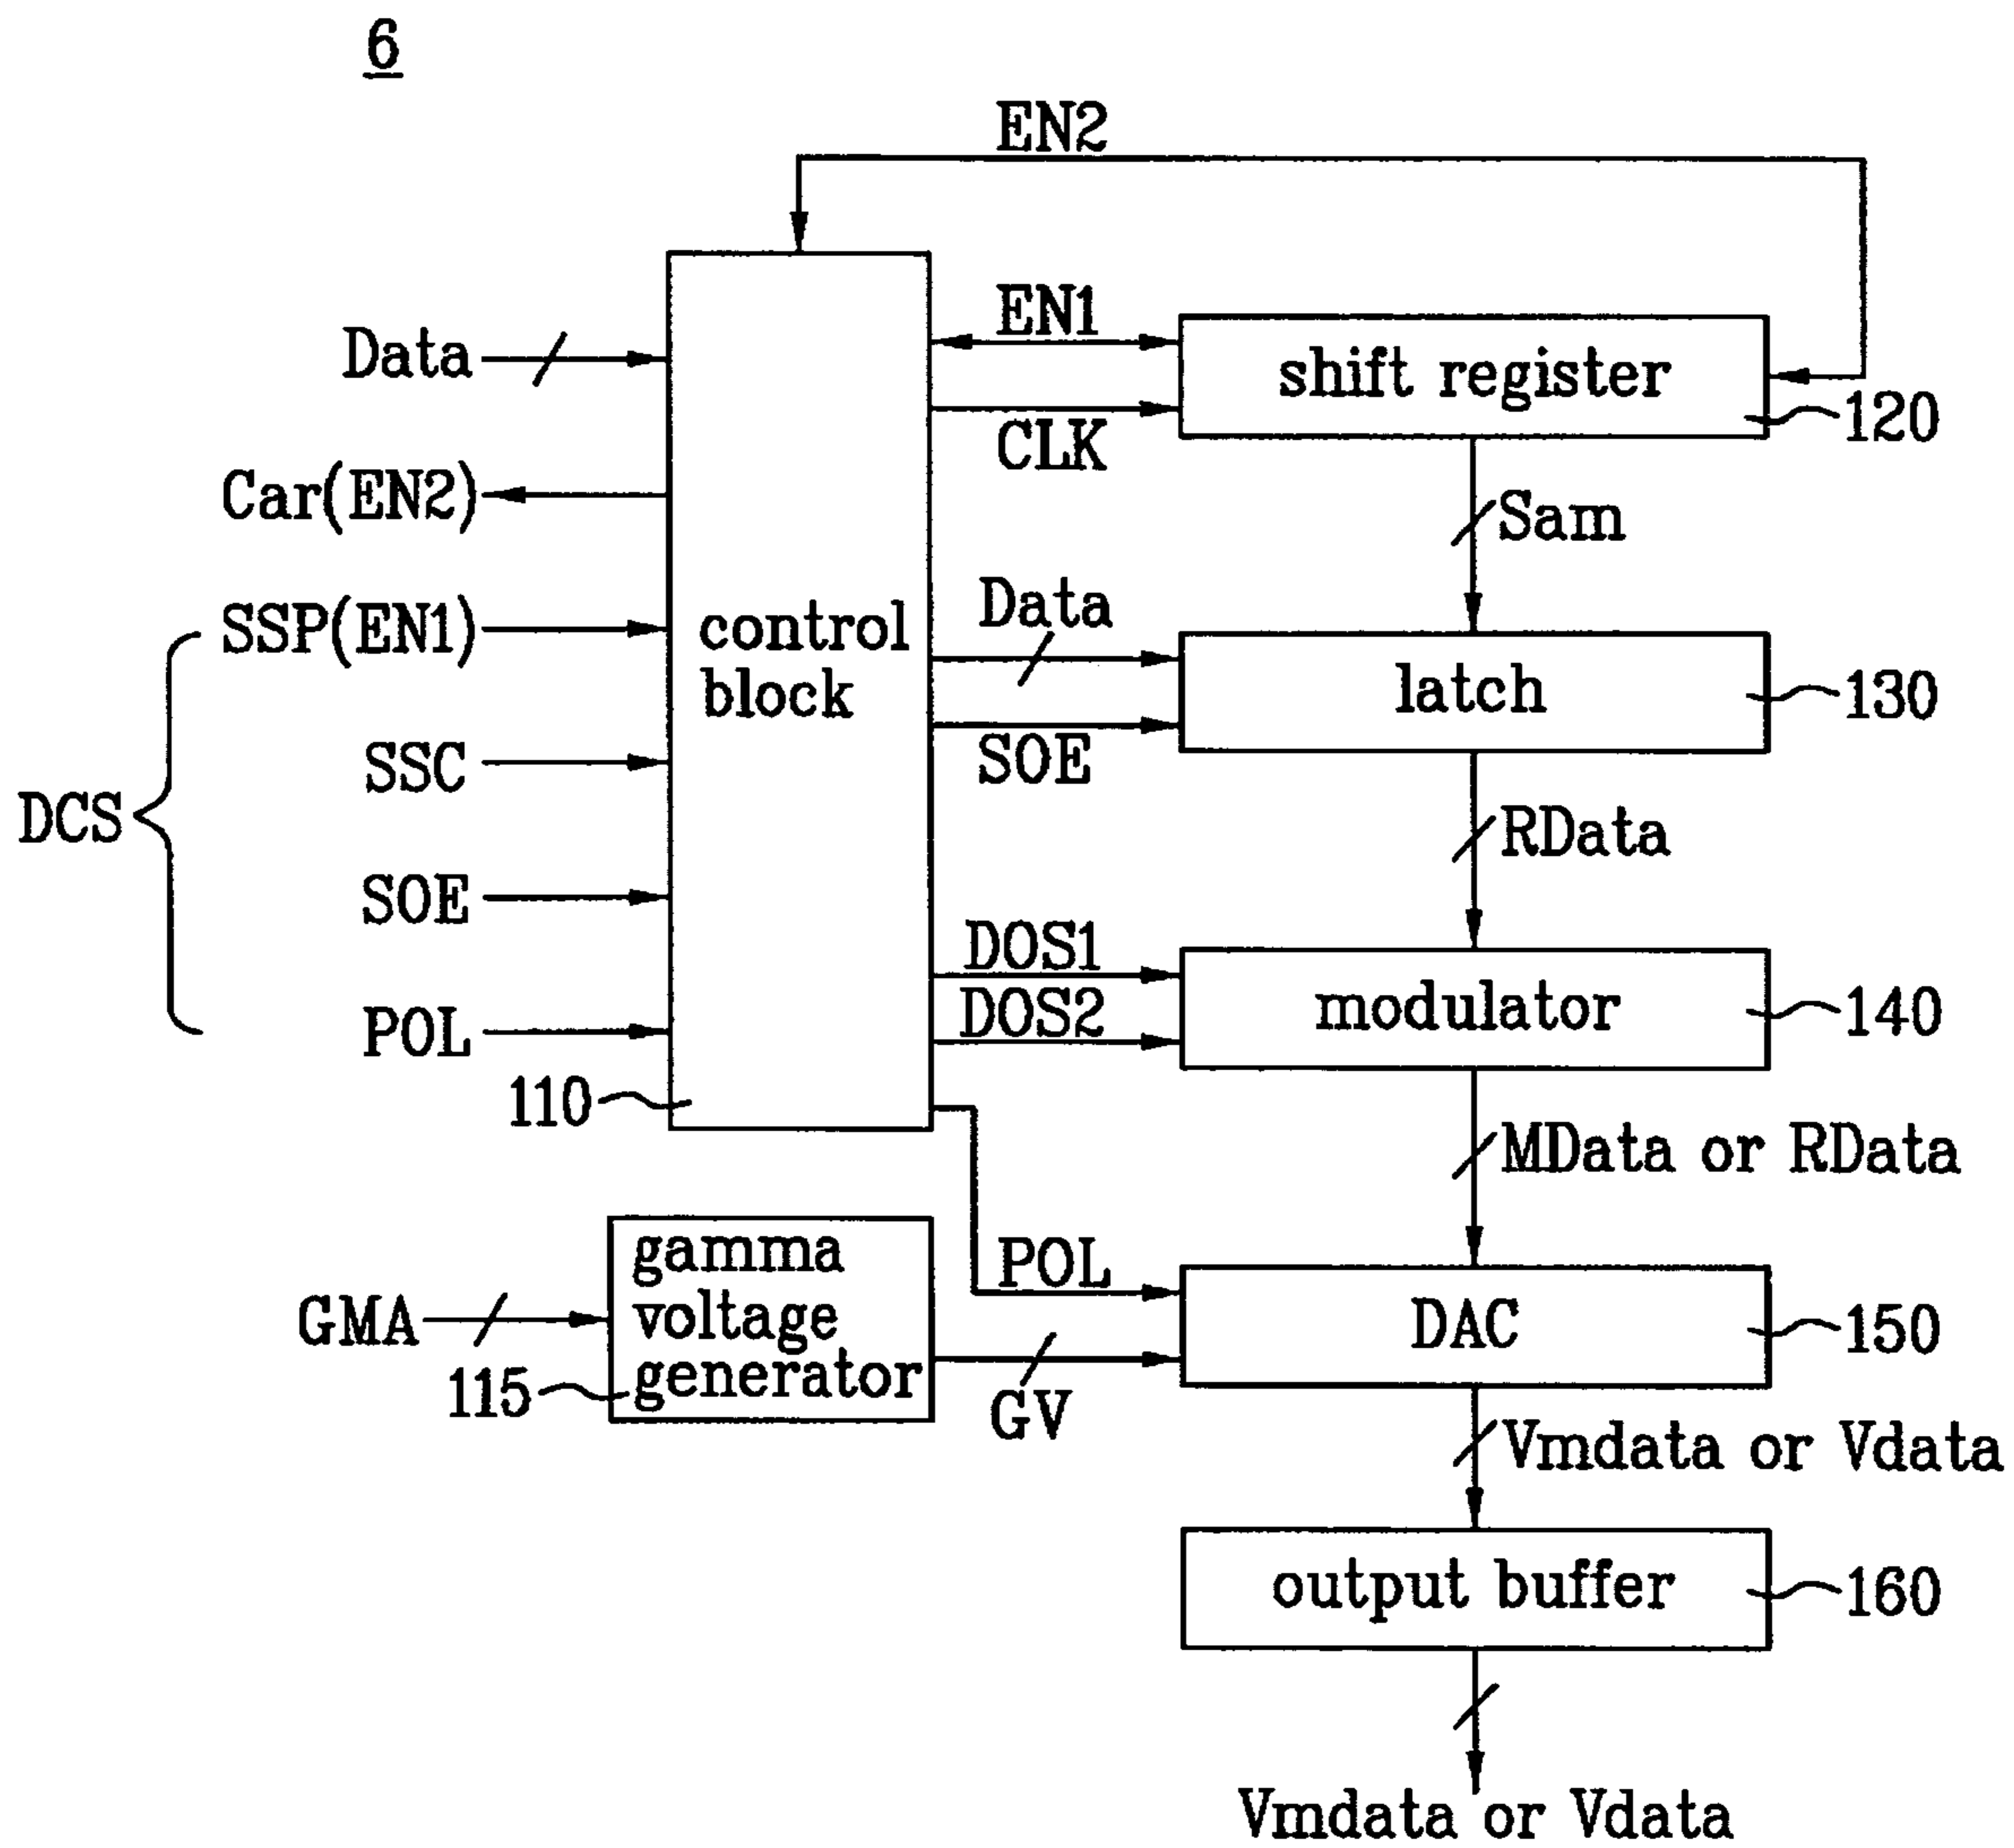 6
EN2
EN1
Data
shift register
120
CLK
Car(EN2)
Sam
Data
SSP(EN1)
control
block
latch
130
SOE
SSC
DCS
RData
SOE
DOS1
modulator
140
DOS2
POL
110
MData or RData
gamma
voltage
generator
POL
GMA
DAC
150
115
GV
Vmdata or Vdata
output buffer
160
Vmdata or Vdata